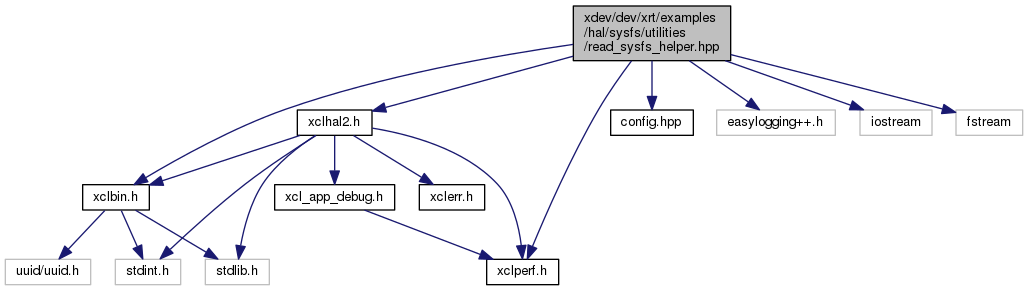 xdev/dev/xrt/examples
/hal/sysfs/utilities
/read_sysfs_helper.hpp
xclhal2.h
config.hpp
easylogging++.h
iostream
fstream
xclbin.h
xcl_app_debug.h
xclerr.h
uuid/uuid.h
stdint.h
stdlib.h
xclperf.h